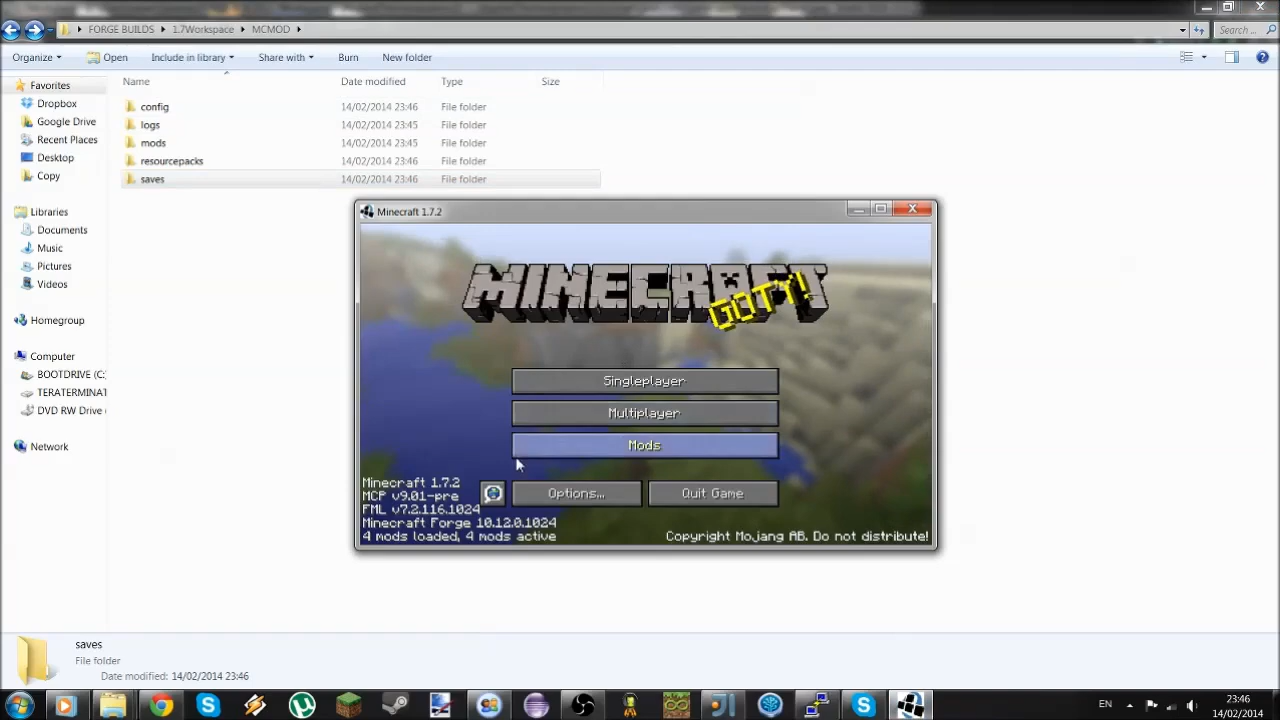 FORGE BUILDS 1.7Workspace MCMOD
Search ...
Organize Open Include in library Share with Burn New folder
Name Date modified Type Size
config 14/02/2014 23:46 File folder
logs 14/02/2014 23:45 File folder
mods 14/02/2014 23:45 File folder
resourcepacks 14/02/2014 23:46 File folder
saves 14/02/2014 23:46 File folder
Favorites
Dropbox
Google Drive
Recent Places
Desktop
Copy
Libraries
Documents
Music
Pictures
Videos
Homegroup
Computer
BOOTDRIVE (C:
TERATERMINAT
DVD RW Drive (
Network
Minecraft 1.7.2
MINECRAFT
GOTY!
Singleplayer
Multiplayer
Mods
Options... Quit Game
Minecraft 1.7.2
MCP v9.01-pre
FML v7.2.116.1024
Minecraft Forge 10.12.0.1024
4 mods loaded, 4 mods active
Copyright Mojang AB. Do not distribute!
saves
File folder
Date modified: 14/02/2014 23:46
EN
23:46
14/02/2014